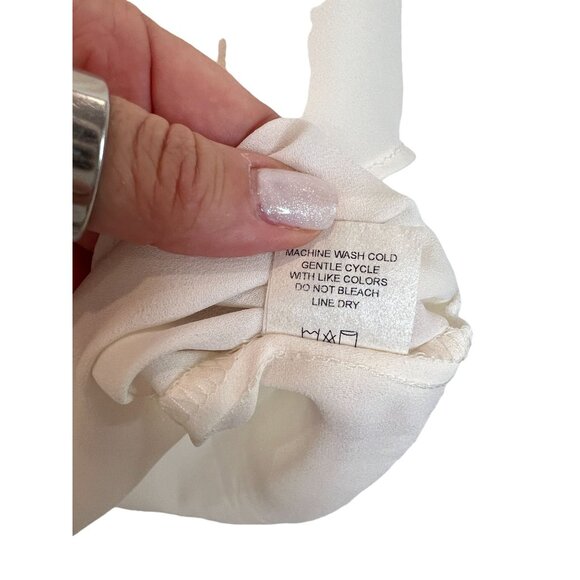 MACHINE WASH COLD
GENTLE CYCLE
WITH LIKE COLORS
DO NOT BLEACH
LINE DRY